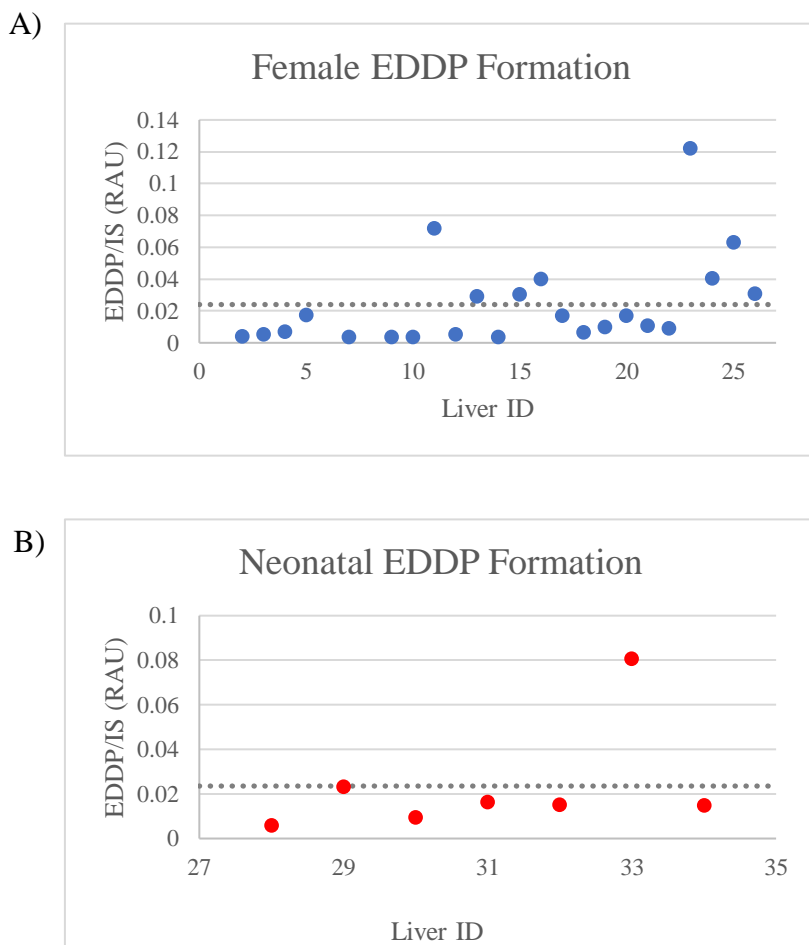 A)
Female EDDP Formation
EDDP/IS (RAU)
0.14
0.12
0.1
0.08
0.06
0.04
0.02
0
0 5 10 15 20 25
Liver ID
B)
Neonatal EDDP Formation
EDDP/IS (RAU)
0.1
0.08
0.06
0.04
0.02
0
27 29 31 33 35
Liver ID